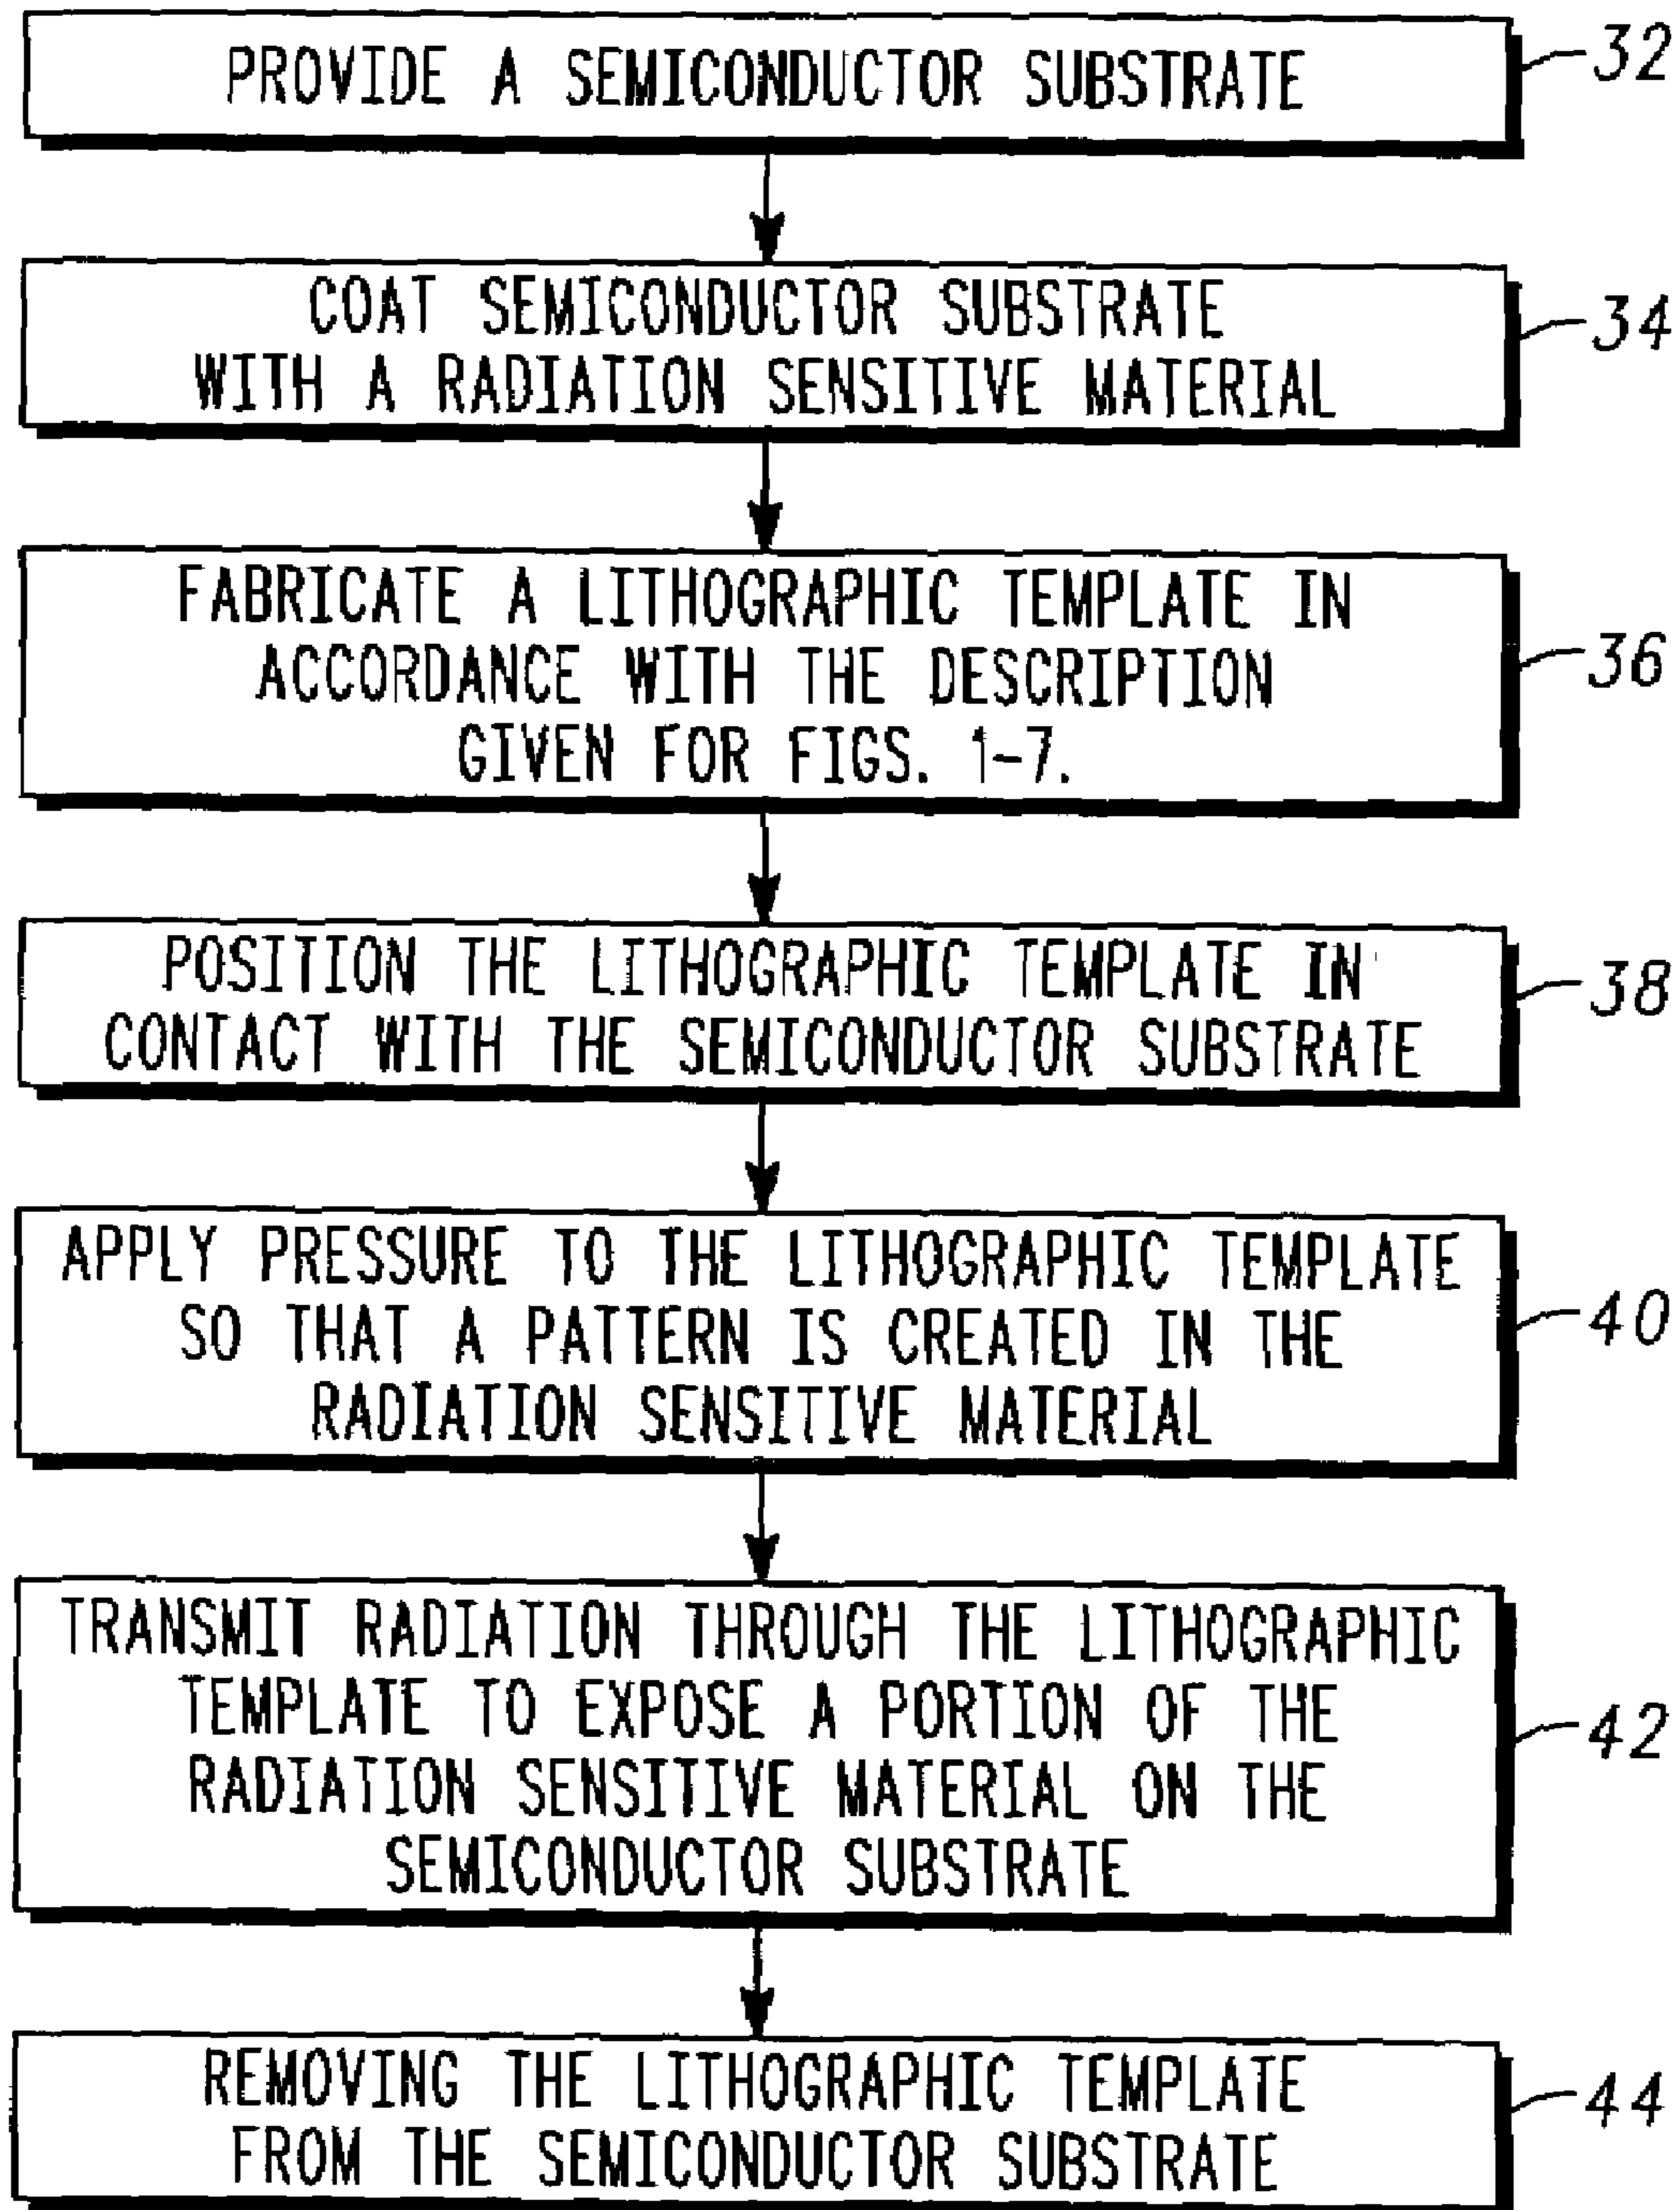 PROVIDE A SEMICONDUCTOR SUBSTRATE
32
COAT SEMICONDUCTOR SUBSTRATE
WITH A RADIATION SENSITIVE MATERIAL
34
FABRICATE A LITHOGRAPHIC TEMPLATE IN
ACCORDANCE WITH THE DESCRIPTION
GIVEN FOR FIGS. 1-7.
36
POSITION THE LITHOGRAPHIC TEMPLATE IN
CONTACT WITH THE SEMICONDUCTOR SUBSTRATE
38
APPLY PRESSURE TO THE LITHOGRAPHIC TEMPLATE
SO THAT A PATTERN IS CREATED IN THE
RADIATION SENSITIVE MATERIAL
40
TRANSMIT RADIATION THROUGH THE LITHOGRAPHIC
TEMPLATE TO EXPOSE A PORTION OF THE
RADIATION SENSITIVE MATERIAL ON THE
SEMICONDUCTOR SUBSTRATE
42
REMOVING THE LITHOGRAPHIC TEMPLATE
FROM THE SEMICONDUCTOR SUBSTRATE
44